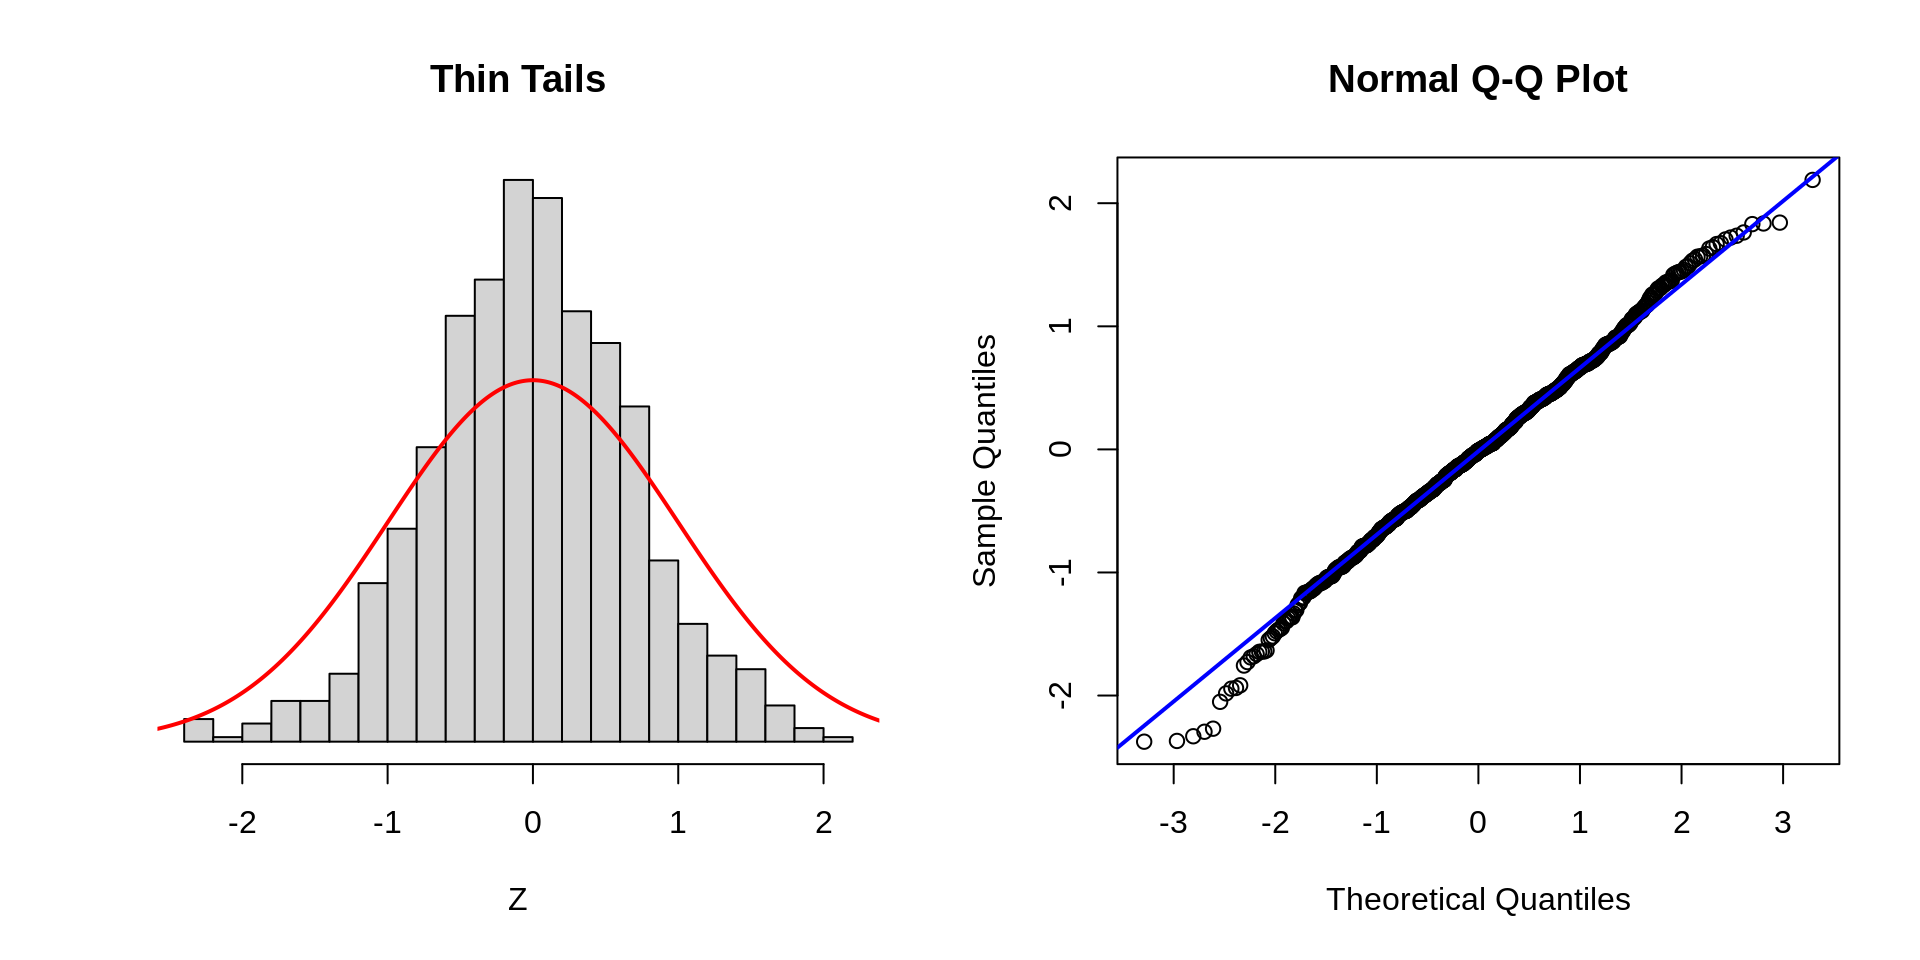 Thin Tails
-2 -1 0 1 2
Z
Normal Q-Q Plot
Sample Quantiles
2
1
0
-1
-2
-3 -2 -1 0 1 2 3
Theoretical Quantiles